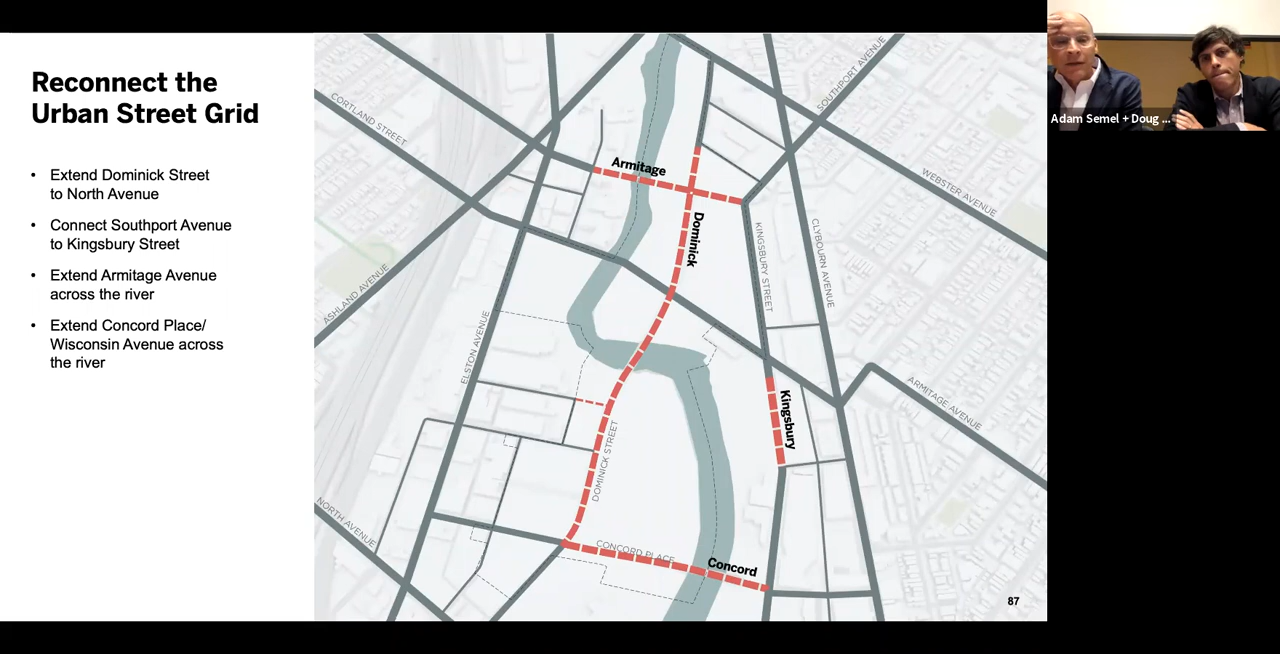 Reconnect the
Urban Street Grid
• Extend Dominick Street
to North Avenue
• Connect Southport Avenue
to Kingsbury Street
• Extend Armitage Avenue
across the river
• Extend Concord Place/
Wisconsin Avenue across
the river
CORTLAND STREET
SOUTHPORT AVENUE
Armitage
WEBSTER AVENUE
Dominick
KINGSBURY STREET
CLYBOURN AVENUE
ASHLAND AVENUE
ELSTON AVENUE
ARMITAGE AVENUE
Kingsbury
DOMINICK STREET
NORTH AVENUE
CONCORD PLACE
Concord
87
Adam Semel + Doug ...